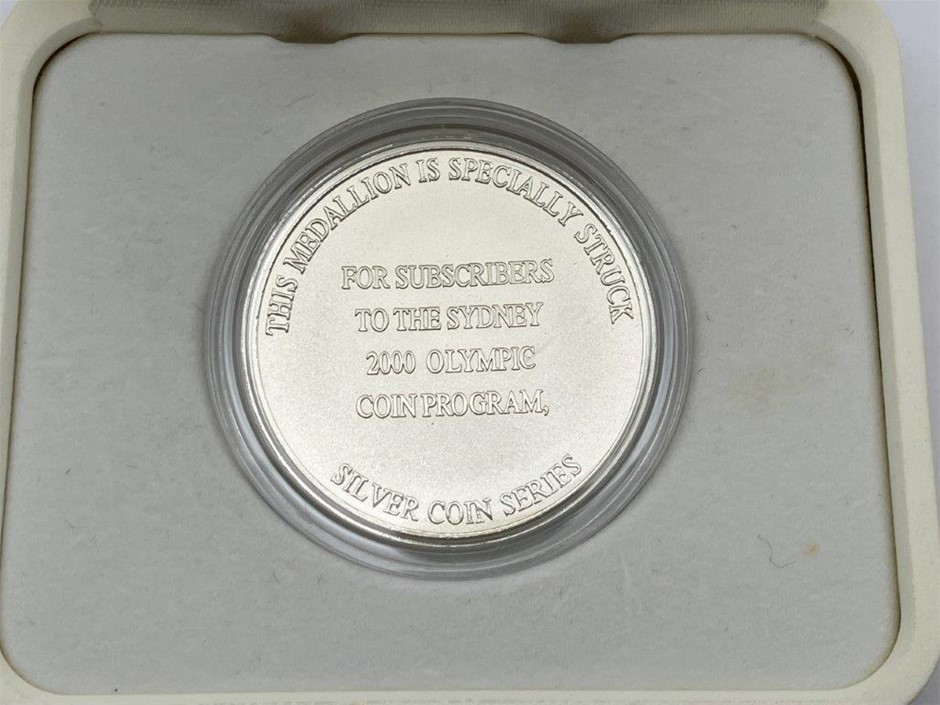 THIS MEDALLION IS SPECIALLY STRUCK
FOR SUBSCRIBERS
TO THE SYDNEY
2000 OLYMPIC
COIN PROGRAM,
SILVER COIN SERIES